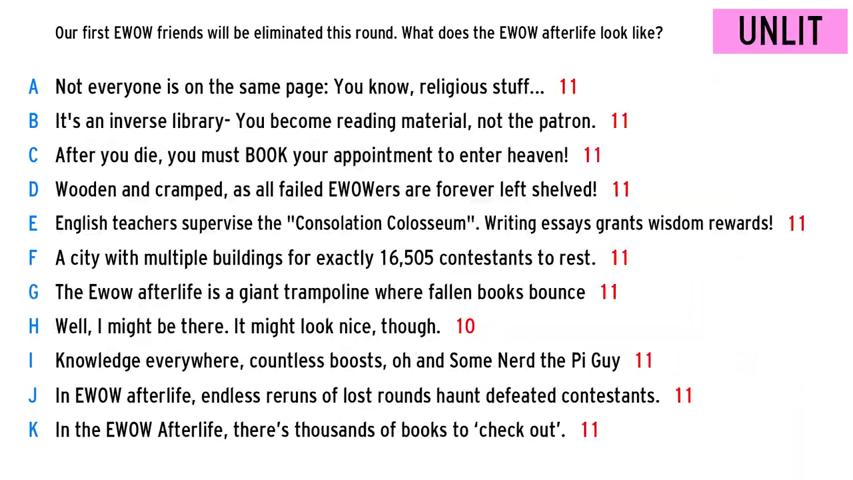 Our first EWOW friends will be eliminated this round. What does the EWOW afterlife look like?
UNLIT
A Not everyone is on the same page: You know, religious stuff... 11
B It's an inverse library- You become reading material, not the patron. 11
C After you die, you must BOOK your appointment to enter heaven! 11
D Wooden and cramped, as all failed EWOWers are forever left shelved! 11
E English teachers supervise the "Consolation Colosseum". Writing essays grants wisdom rewards! 11
F A city with multiple buildings for exactly 16,505 contestants to rest. 11
G The Ewow afterlife is a giant trampoline where fallen books bounce 11
H Well, I might be there. It might look nice, though. 10
I Knowledge everywhere, countless boosts, oh and Some Nerd the Pi Guy 11
J In EWOW afterlife, endless reruns of lost rounds haunt defeated contestants. 11
K In the EWOW Afterlife, there's thousands of books to ‘check out’. 11